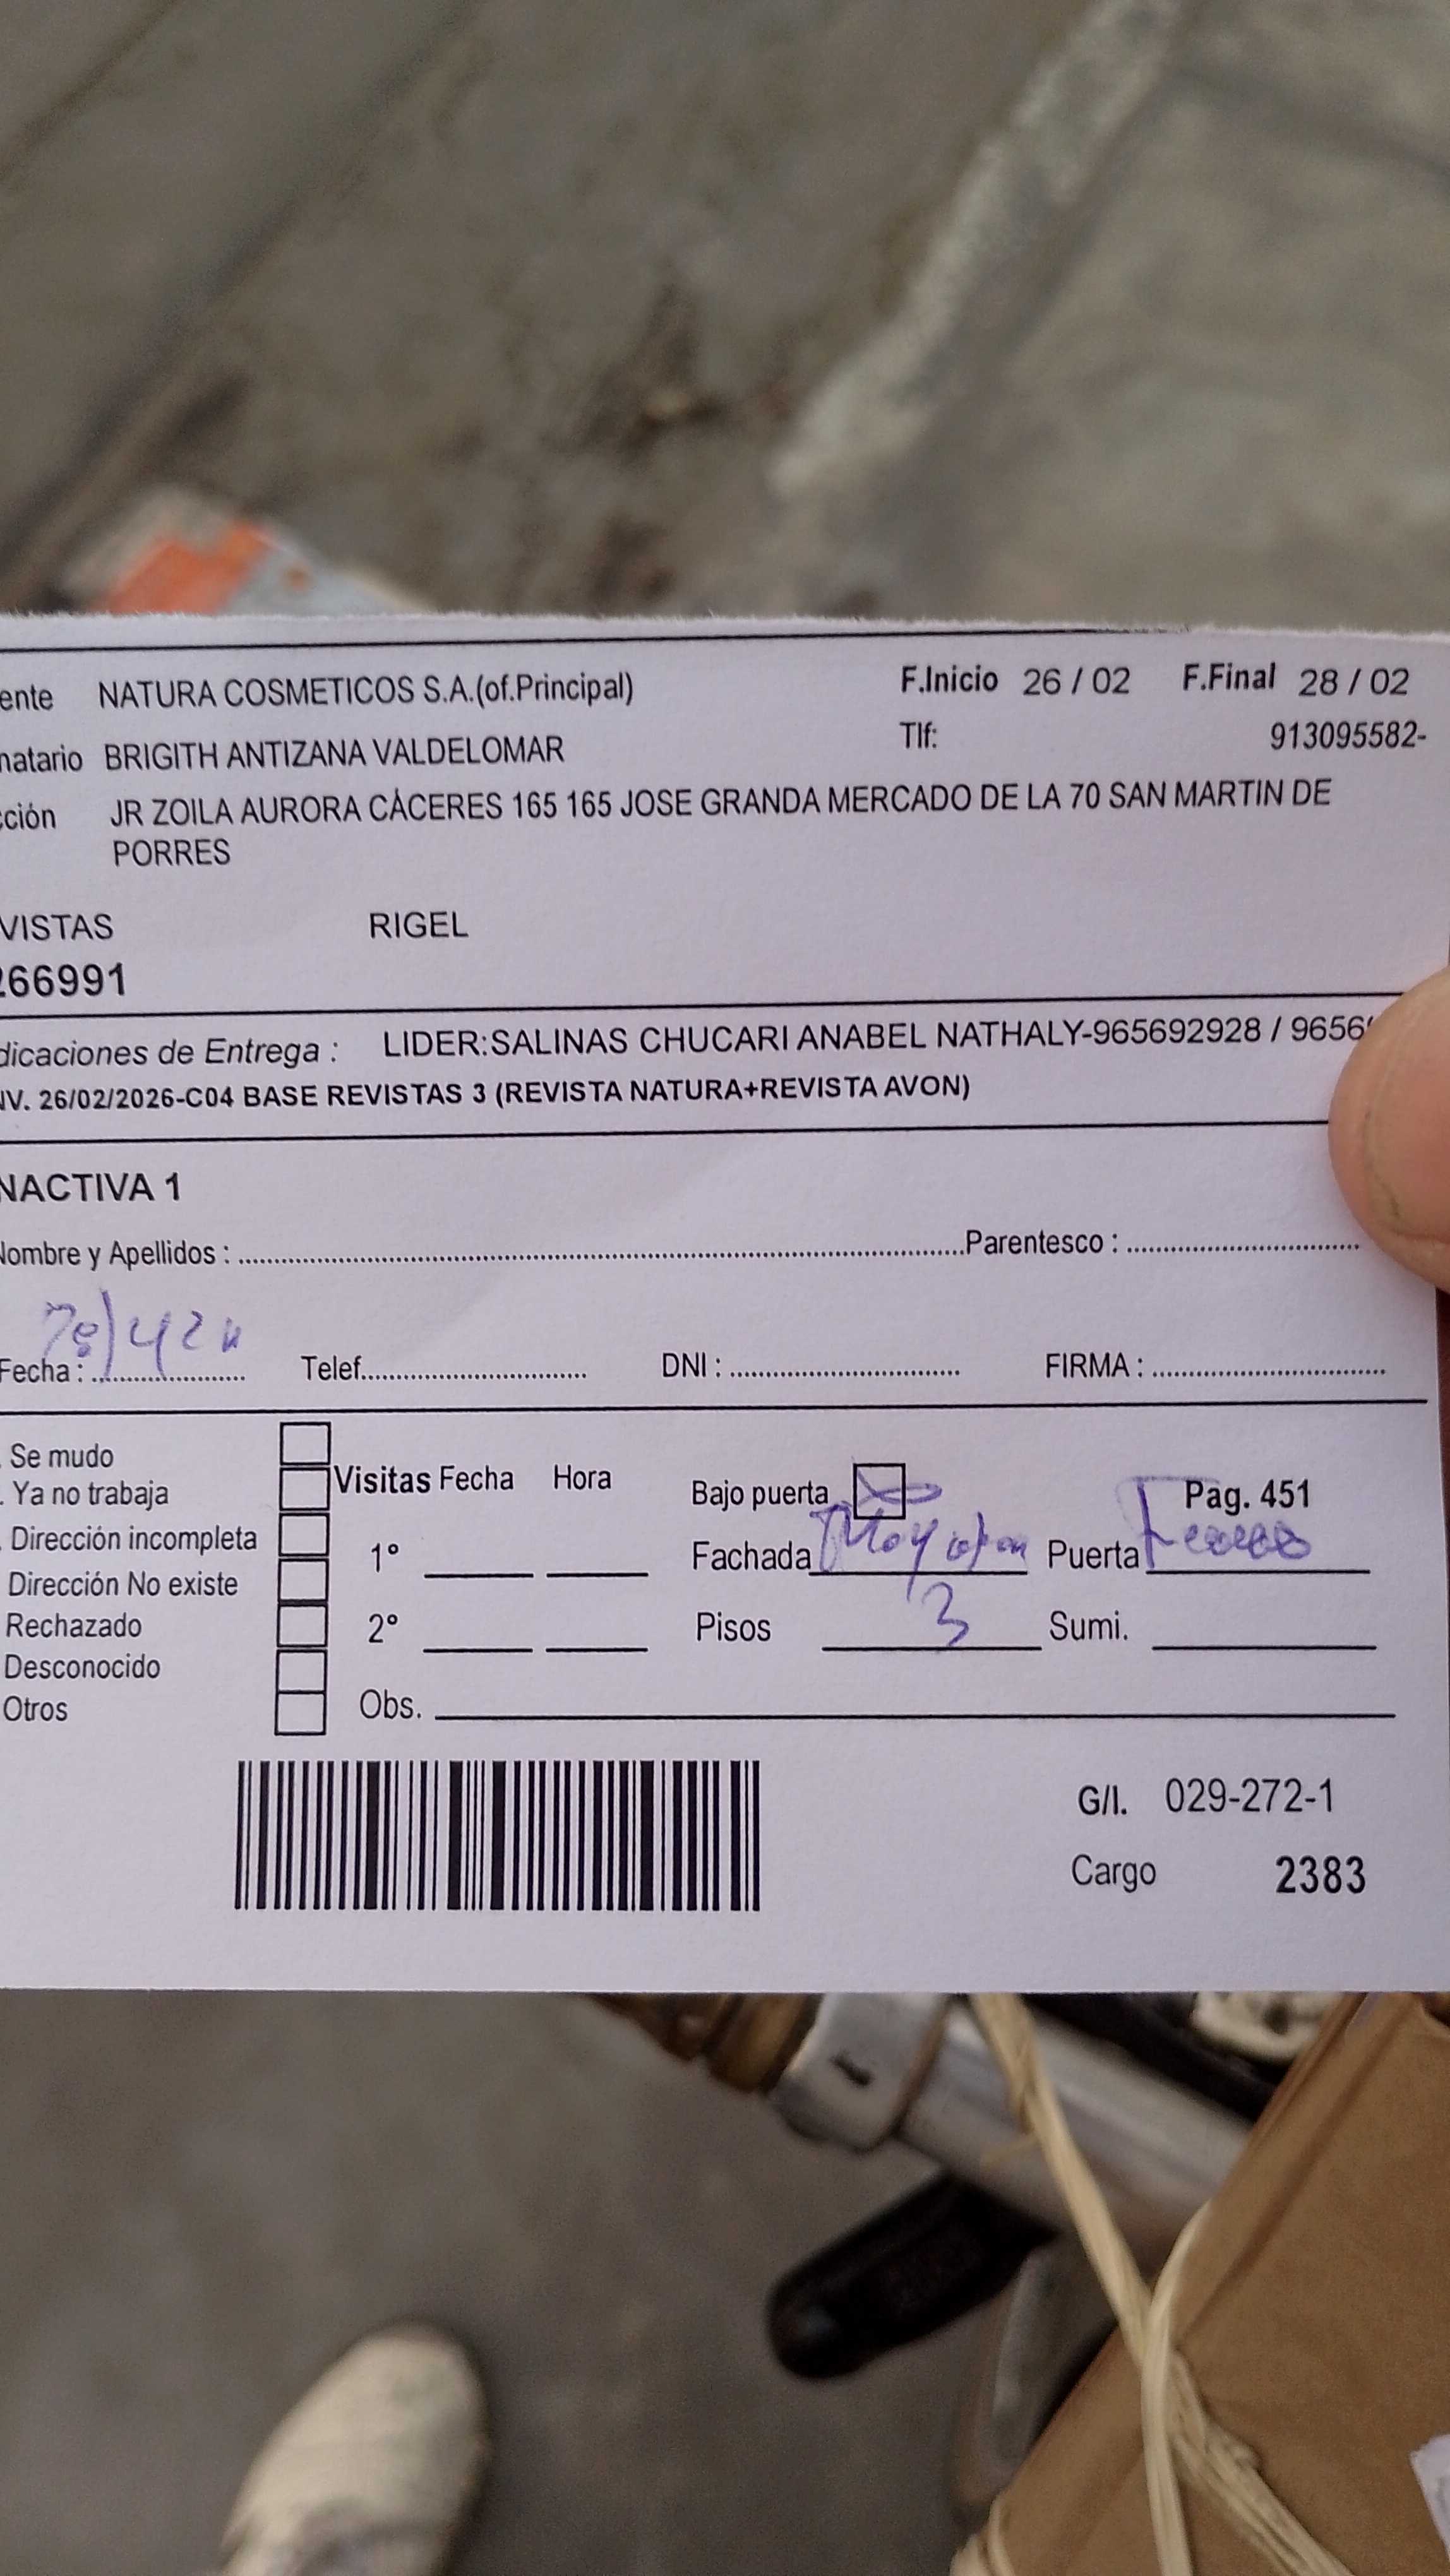 ente NATURA COSMETICOS S.A.(of.Principal) F.Inicio 26 / 02 F.Final 28 / 02
natario BRIGITH ANTIZANA VALDELOMAR Tlf: 913095582-
cción JR ZOILA AURORA CÁCERES 165 165 JOSE GRANDA MERCADO DE LA 70 SAN MARTIN DE
PORRES
VISTAS RIGEL
266991
dicaciones de Entrega : LIDER:SALINAS CHUCARI ANABEL NATHALY-965692928 / 9656
NV. 26/02/2026-C04 BASE REVISTAS 3 (REVISTA NATURA+REVISTA AVON)
NACTIVA 1
Nombre y Apellidos : Parentesco :
Fecha : Telef. DNI : FIRMA :
Se mudo
Ya no trabaja
Dirección incompleta
Dirección No existe
Rechazado
Desconocido
Otros
Visitas Fecha Hora
1°
2°
Obs.
Bajo puerta Pag. 451
Fachada Puerta
Pisos 3 Sumi.
G/I. 029-272-1
Cargo 2383